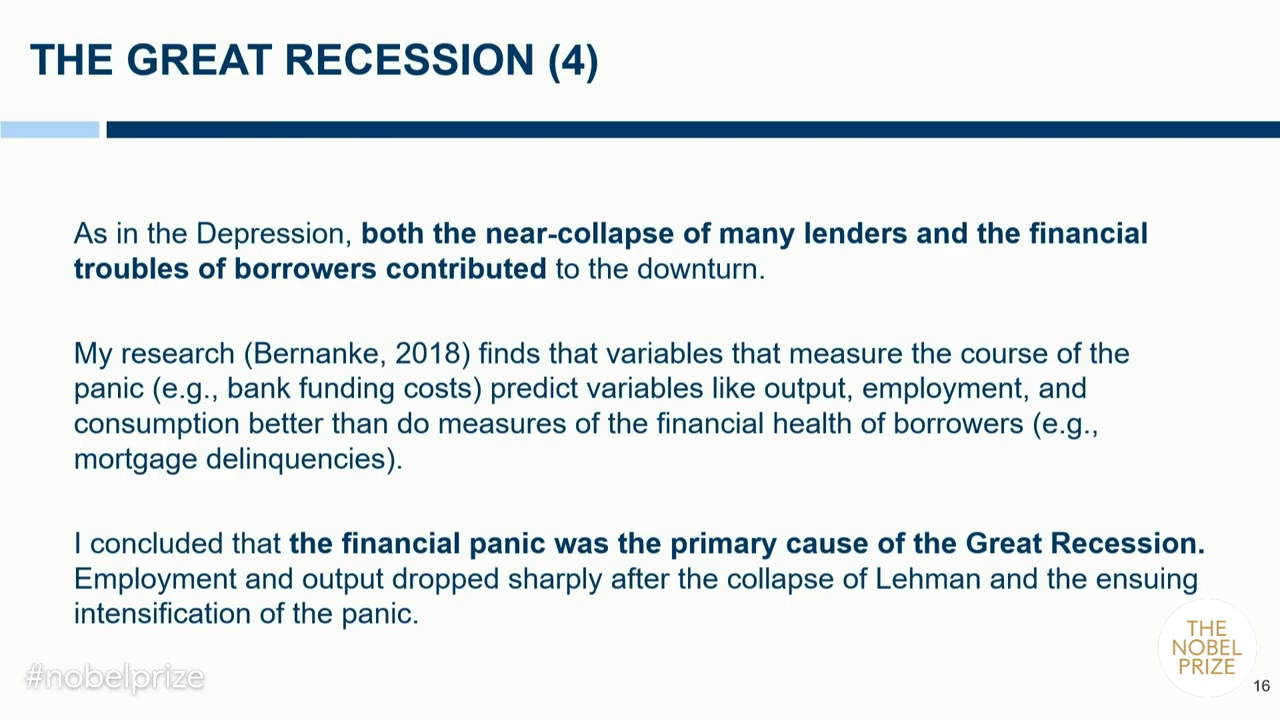 THE GREAT RECESSION (4)
As in the Depression, both the near-collapse of many lenders and the financial
troubles of borrowers contributed to the downturn.
My research (Bernanke, 2018) finds that variables that measure the course of the
panic (e.g., bank funding costs) predict variables like output, employment, and
consumption better than do measures of the financial health of borrowers (e.g.,
mortgage delinquencies).
I concluded that the financial panic was the primary cause of the Great Recession.
Employment and output dropped sharply after the collapse of Lehman and the ensuing
intensification of the panic.
#nobelprize
THE
NOBEL
PRIZE
16